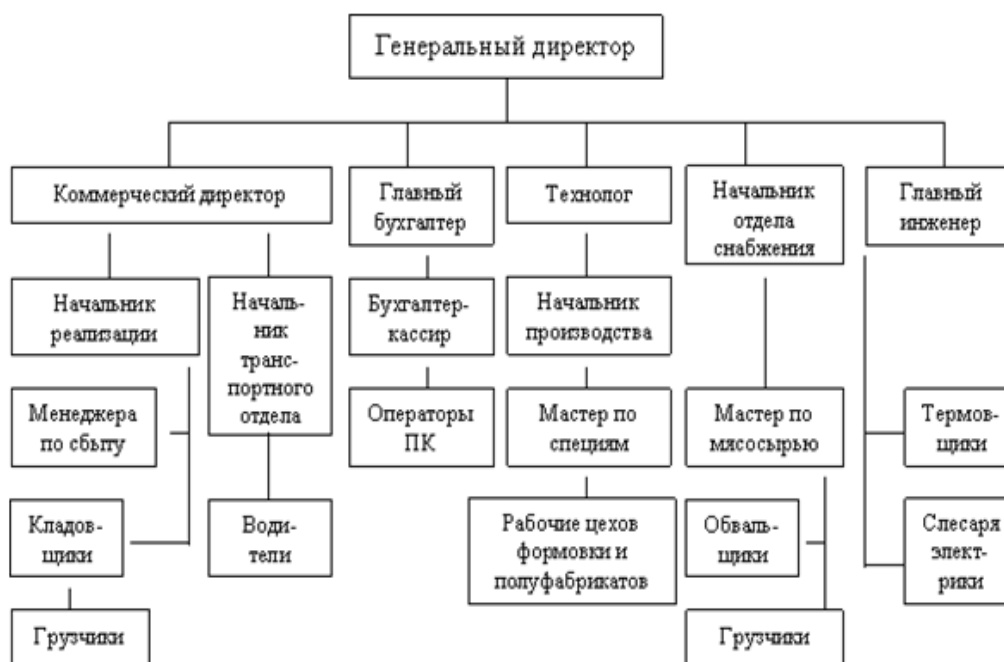 Генеральный директор
Коммерческий директор
Главный
бухгалтер
Технолог
Начальник
отдела
снабжения
Главный
инженер
Начальник
реализации
Началь-
ник
транс-
портного
отдела
Бухгалтер-
кассир
Начальник
производства
Менеджера
по сбыту
Операторы
ПК
Мастер по
специям
Мастер по
мясосырью
Термов-
щики
Кладов-
щики
Води-
тели
Рабочие цехов
формовки и
полуфабрикатов
Обваль-
щики
Слесаря
элект-
рики
Грузчики
Грузчики